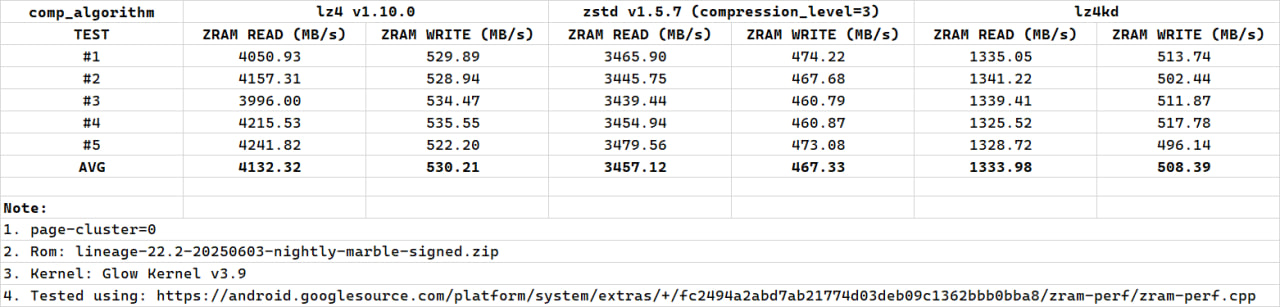 comp_algorithm lz4 v1.10.0 zstd v1.5.7 (compression_level=3) lz4kd
TEST ZRAM READ (MB/s) ZRAM WRITE (MB/s) ZRAM READ (MB/s) ZRAM WRITE (MB/s) ZRAM READ (MB/s) ZRAM WRITE (MB/s)
#1 4050.93 529.89 3465.90 474.22 1335.05 513.74
#2 4157.31 528.94 3445.75 467.68 1341.22 502.44
#3 3996.00 534.47 3439.44 460.79 1339.41 511.87
#4 4215.53 535.55 3454.94 460.87 1325.52 517.78
#5 4241.82 522.20 3479.56 473.08 1328.72 496.14
AVG 4132.32 530.21 3457.12 467.33 1333.98 508.39
Note:
1. page-cluster=0
2. Rom: lineage-22.2-20250603-nightly-marble-signed.zip
3. Kernel: Glow Kernel v3.9
4. Tested using: https://android.googlesource.com/platform/system/extras/+/fc2494a2abd7ab21774d03deb09c1362bbb0bba8/zram-perf/zram-perf.cpp